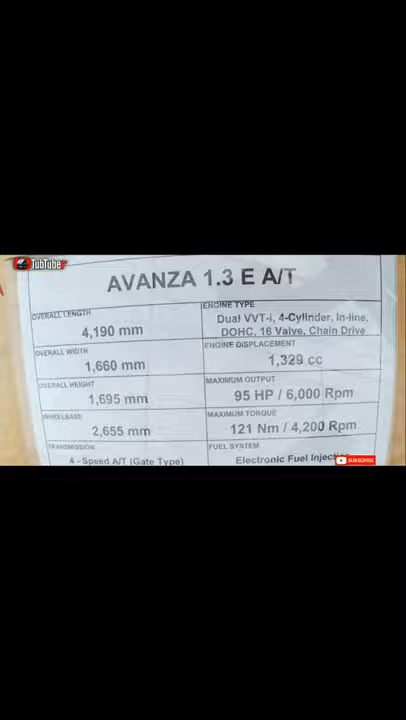 TubTube
AVANZA 1.3 E A/T
OVERALL LENGTH
4,190 mm
ENGINE TYPE
Dual VVT-i, 4-Cylinder, In-line,
DOHC, 16 Valve, Chain Drive
OVERALL WIDTH
1,660 mm
ENGINE DISPLACEMENT
1,329 cc
OVERALL HEIGHT
1,695 mm
MAXIMUM OUTPUT
95 HP / 6,000 Rpm
WHEELBASE
2,655 mm
MAXIMUM TORQUE
121 Nm / 4,200 Rpm
TRANSMISSION
4 - Speed A/T (Gate Type)
FUEL SYSTEM
Electronic Fuel
SUBSCRIBE